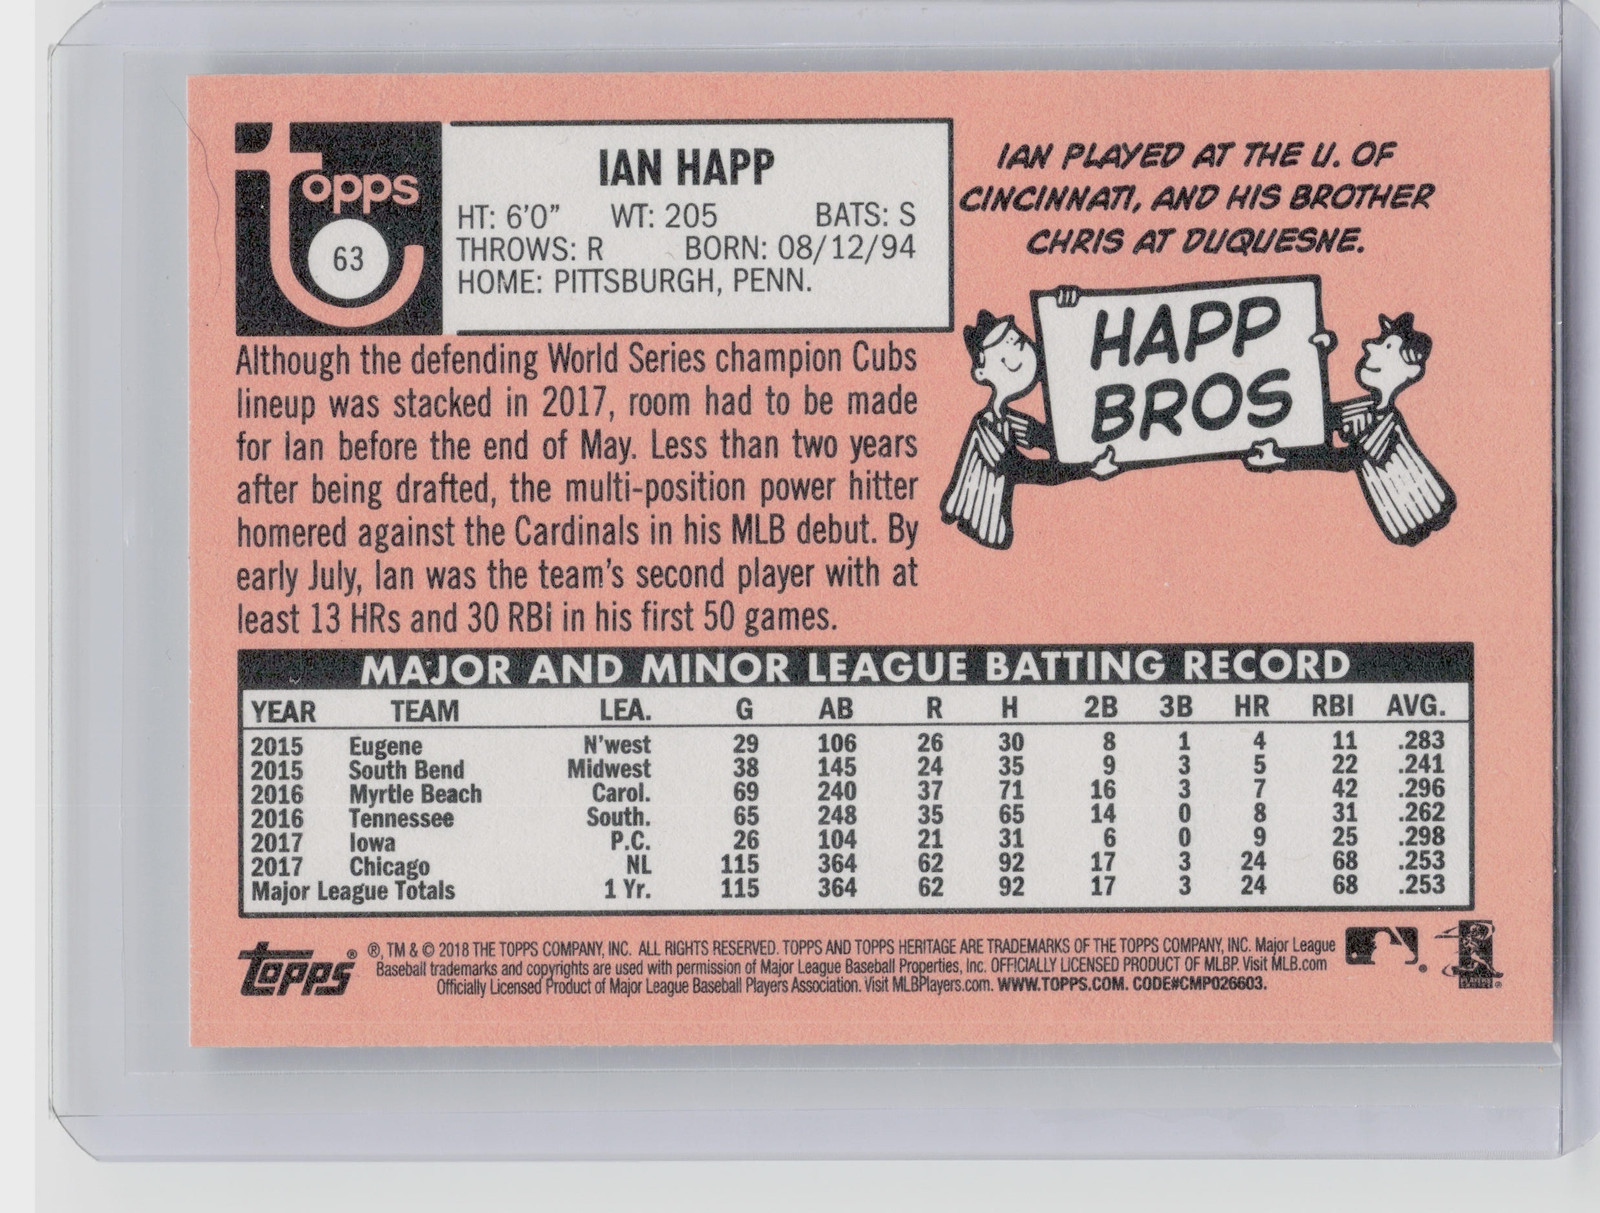 Topps
63
IAN HAPP
HT: 6'0" WT: 205 BATS: S
THROWS: R BORN: 08/12/94
HOME: PITTSBURGH, PENN.
IAN PLAYED AT THE U. OF
CINCINNATI, AND HIS BROTHER
CHRIS AT DUQUESNE.
HAPP
BROS
Although the defending World Series champion Cubs
lineup was stacked in 2017, room had to be made
for Ian before the end of May. Less than two years
after being drafted, the multi-position power hitter
homered against the Cardinals in his MLB debut. By
early July, Ian was the team's second player with at
least 13 HRs and 30 RBI in his first 50 games.
MAJOR AND MINOR LEAGUE BATTING RECORD
YEAR TEAM LEA. G AB R H 2B 3B HR RBI AVG.
2015 Eugene N'west 29 106 26 30 8 1 4 11 .283
2015 South Bend Midwest 38 145 24 35 9 3 5 22 .241
2016 Myrtle Beach Carol. 69 240 37 71 16 3 7 42 .296
2016 Tennessee South. 65 248 35 65 14 0 8 31 .262
2017 Iowa P.C. 26 104 21 31 6 0 9 25 .298
2017 Chicago NL 115 364 62 92 17 3 24 68 .253
Major League Totals 1 Yr. 115 364 62 92 17 3 24 68 .253
Topps®
®, TM & © 2018 THE TOPPS COMPANY, INC. ALL RIGHTS RESERVED. TOPPS AND TOPPS HERITAGE ARE TRADEMARKS OF THE TOPPS COMPANY, INC. Major League
Baseball trademarks and copyrights are used with permission of Major League Baseball Properties, Inc. OFFICIALLY LICENSED PRODUCT OF MLBP. Visit MLB.com
Officially Licensed Product of Major League Baseball Players Association. Visit MLBPlayers.com. WWW.TOPPS.COM. CODE#CMP026603.